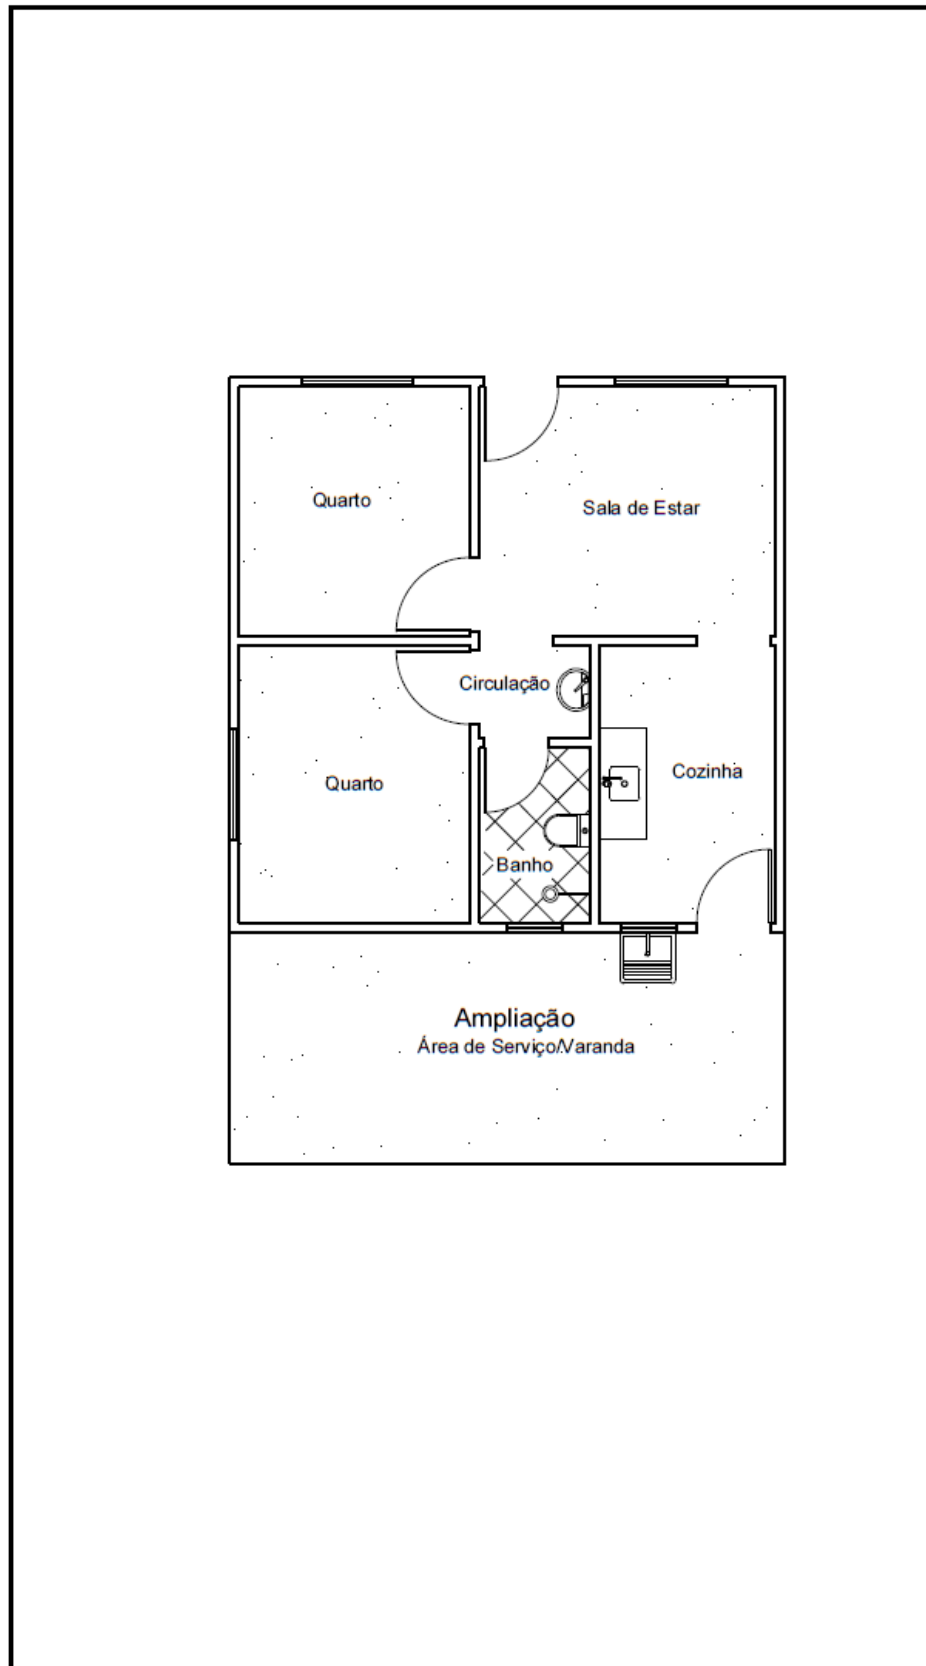 Quarto
Sala de Estar
Circulação
Cozinha
Quarto
Banho
Ampliação
Área de Serviço/Varanda